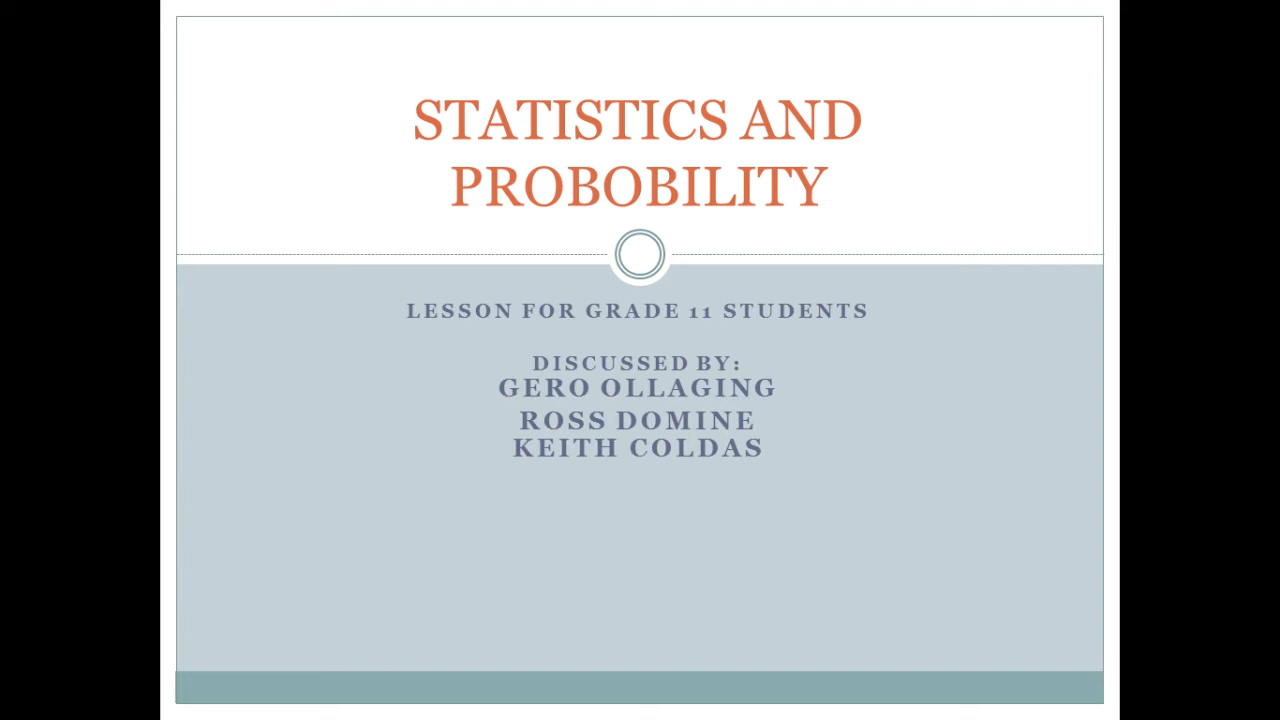 STATISTICS AND
PROBOBILITY
LESSON FOR GRADE 11 STUDENTS
DISCUSSED BY:
GERO OLLAGING
ROSS DOMINE
KEITH COLDAS